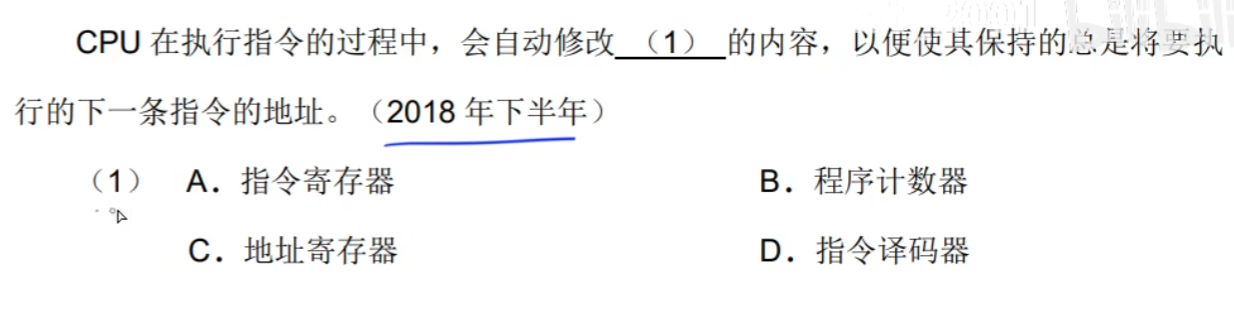 CPU 在执行指令的过程中，会自动修改 （1） 的内容，以便使其保持的总是将要执
行的下一条指令的地址。（2018 年下半年）
（1） A．指令寄存器 B．程序计数器
C．地址寄存器 D．指令译码器